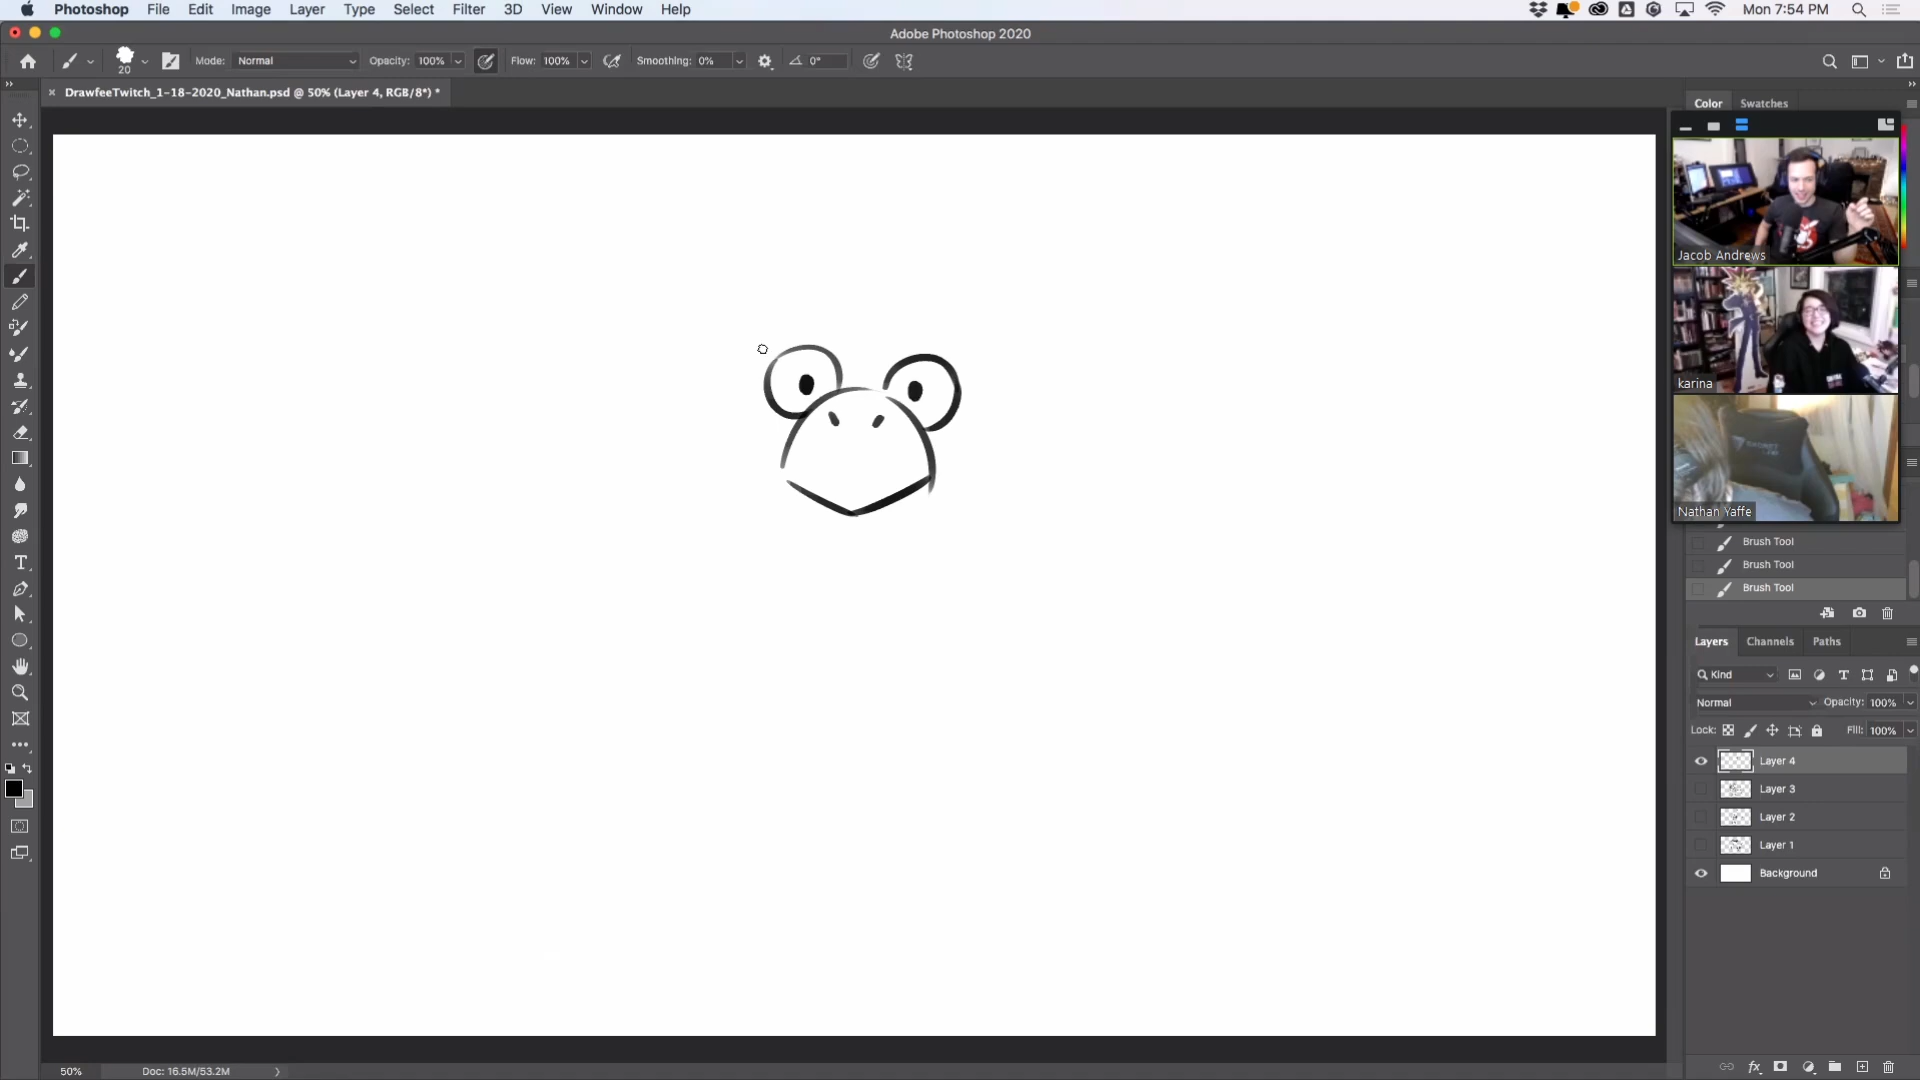 Photoshop File Edit Image Layer Type Select Filter 3D View Window Help Mon 7:54 PM
Adobe Photoshop 2020
20 Mode: Normal Opacity: 100% Flow: 100% Smoothing: 0% 0°
× DrawfeeTwitch_1-18-2020_Nathan.psd @ 50% (Layer 4, RGB/8*) *
Color Swatches
Jacob Andrews
karina
Nathan Yaffe
Brush Tool
Brush Tool
Brush Tool
Layers Channels Paths
Kind
Normal Opacity: 100%
Lock: Fill: 100%
Layer 4
Layer 3
Layer 2
Layer 1
Background
50% Doc: 16.5M/53.2M